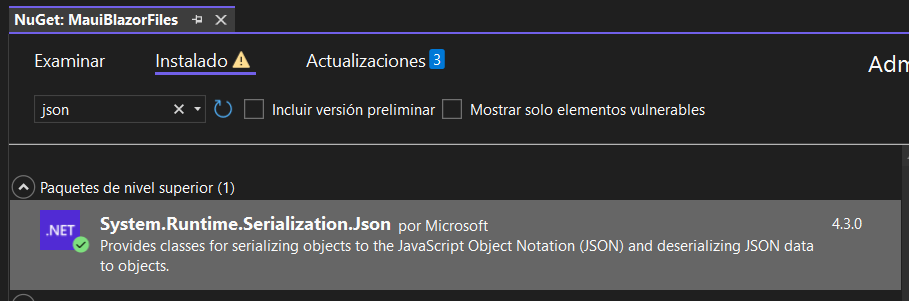 NuGet: MauiBlazorFiles
Examinar Instalado Actualizaciones 3 Adm
json Incluir versión preliminar Mostrar solo elementos vulnerables
Paquetes de nivel superior (1)
.NET System.Runtime.Serialization.Json por Microsoft 4.3.0
Provides classes for serializing objects to the JavaScript Object Notation (JSON) and deserializing JSON data
to objects.